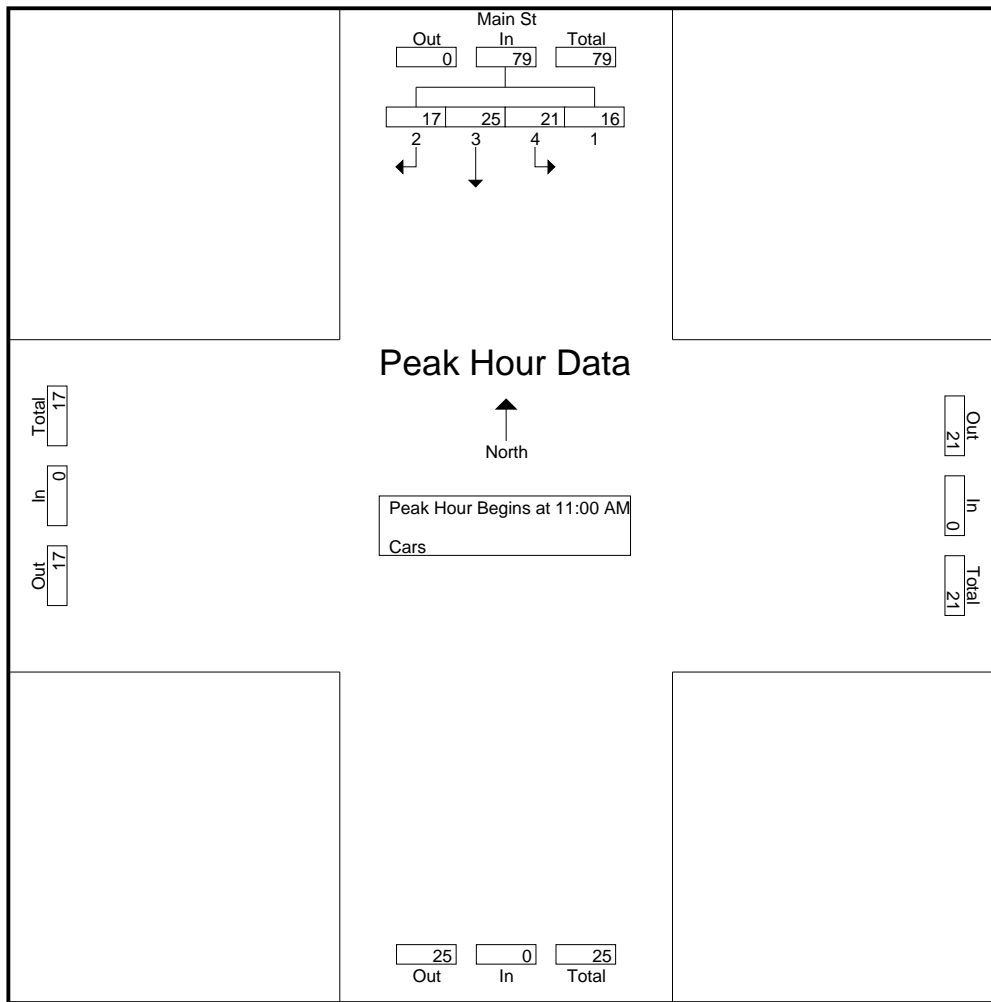 Main St
Out In Total
0 79 79
17 25 21 16
2 3 4 1
Peak Hour Data
North
Peak Hour Begins at 11:00 AM
Cars
Total 17
In 0
Out 17
Out 21
In 0
Total 21
25 0 25
Out In Total